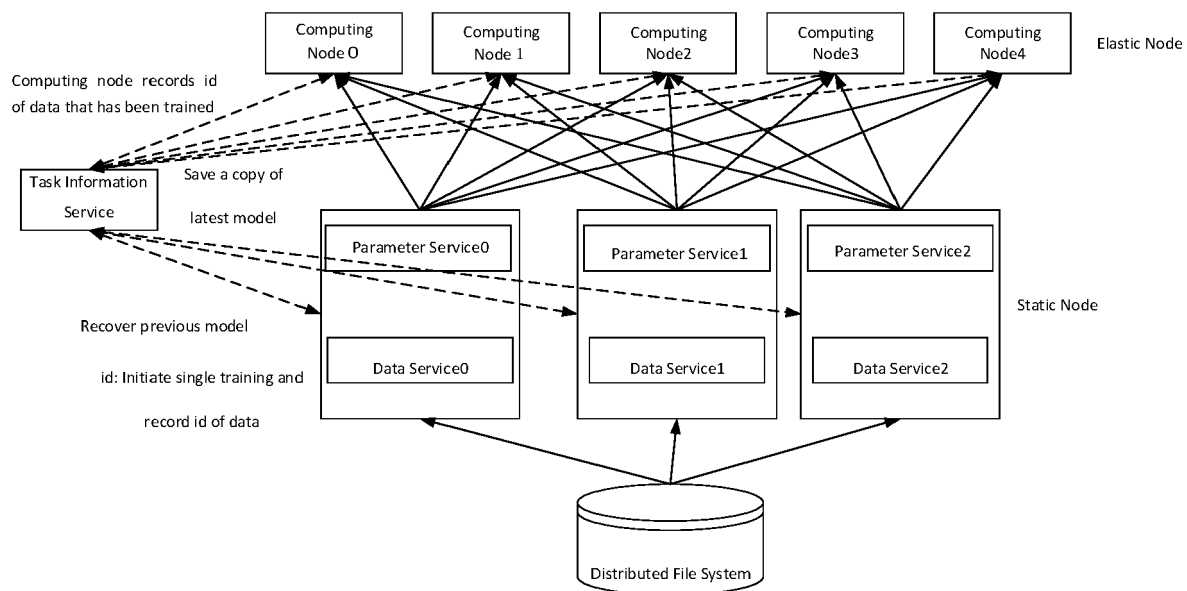 Computing
Node 0
Computing
Node 1
Computing
Node2
Computing
Node3
Computing
Node4
Elastic Node
Computing node records id
of data that has been trained
Task Information
Service
Save a copy of
latest model
Parameter Service0
Parameter Service1
Parameter Service2
Static Node
Recover previous model
id: Initiate single training and
record id of data
Data Service0
Data Service1
Data Service2
Distributed File System